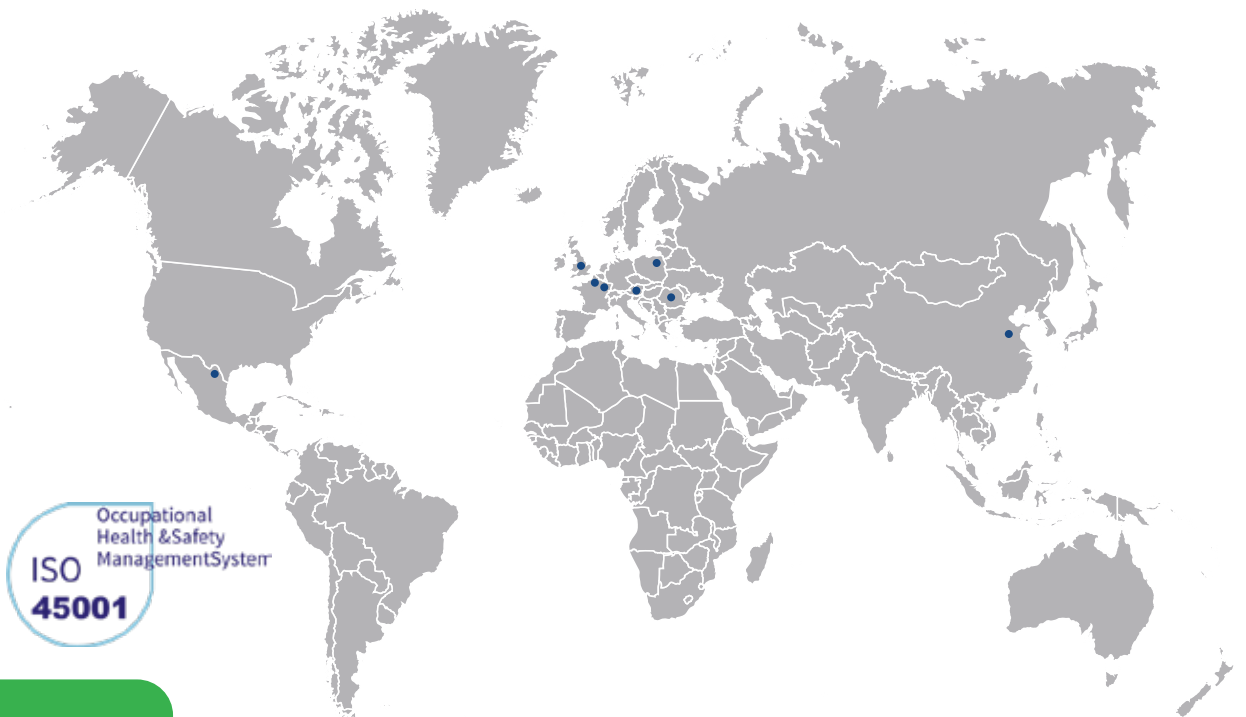 Occupational
Health &Safety
ManagementSystem
ISO
45001